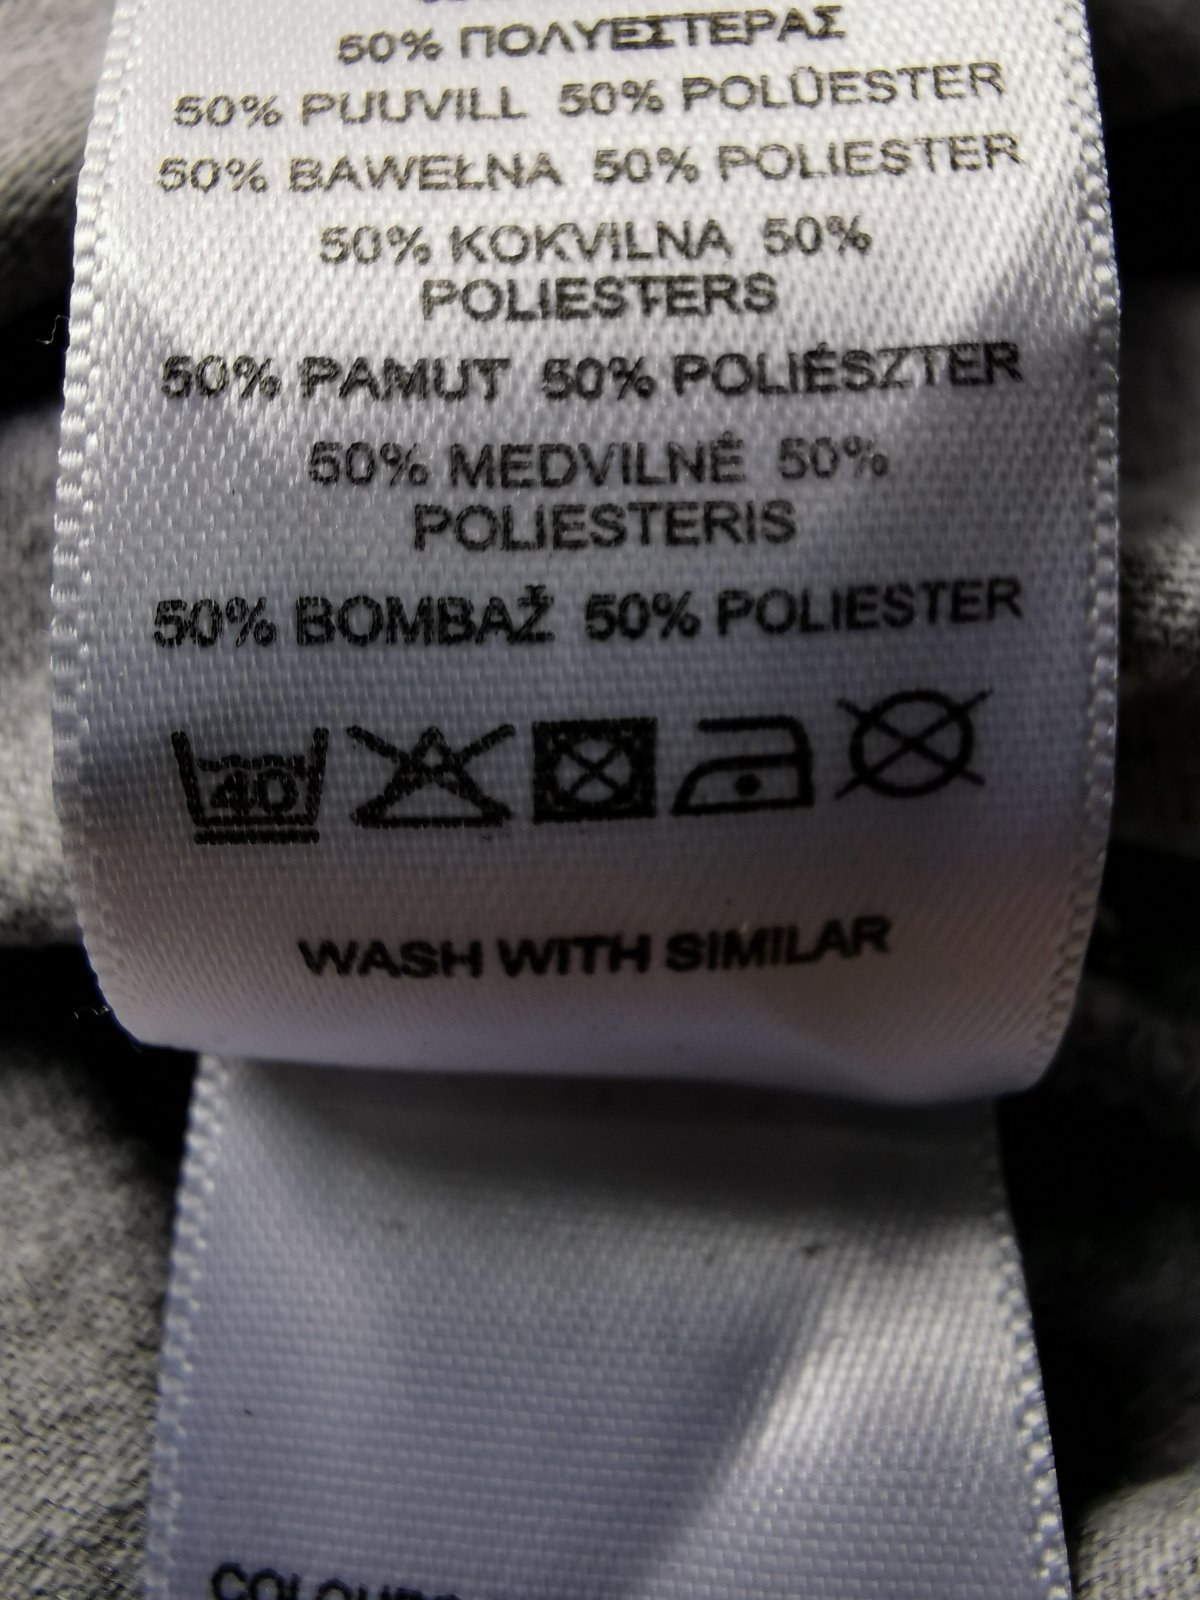 50% ΠΟΛΥΕΣΤΕΡΑΣ
50% PUUVILL 50% POLÜESTER
50% BAWEŁNA 50% POLIESTER
50% KOKVILNA 50%
POLIESTERS
50% PAMUT 50% POLIÉSZTER
50% MEDVILNĖ 50%
POLIESTERIS
50% BOMBAŽ 50% POLIESTER
40
WASH WITH SIMILAR